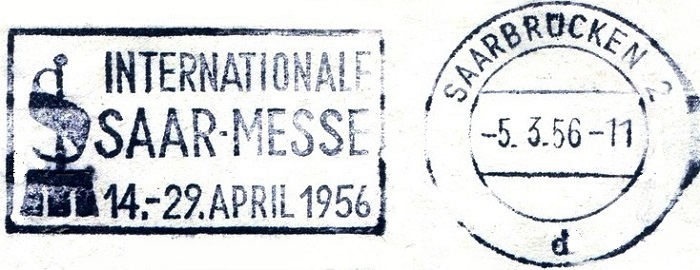 INTERNATIONALE
SAAR-MESSE
14.-29. APRIL 1956
SAARBRÜCKEN 2
-5. 3.56 -11
d